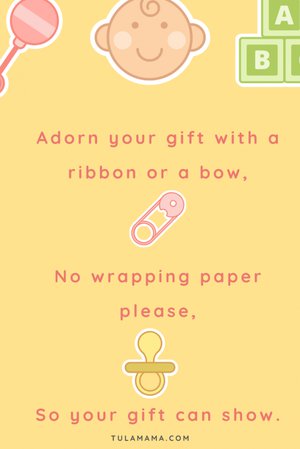 A
B
Adorn your gift with a
ribbon or a bow,
No wrapping paper
please,
So your gift can show.
TULAMAMA.COM